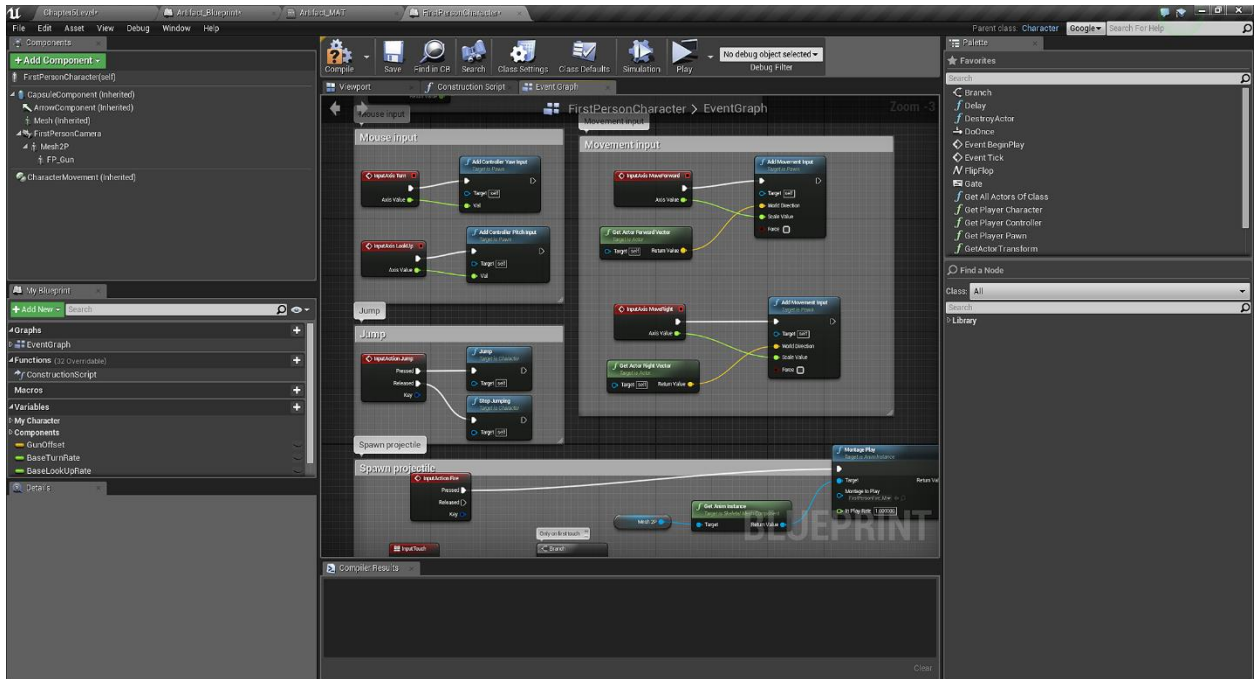 Chapter5Level•
Artifact_Blueprint•
Artifact_MAT
FirstPersonCharacter•
File Edit Asset View Debug Window Help
Parent class: Character
Google
Search For Help
Components
+Add Component
FirstPersonCharacter(self)
CapsuleComponent (Inherited)
ArrowComponent (Inherited)
Mesh (Inherited)
FirstPersonCamera
Mesh2P
FP_Gun
CharacterMovement (Inherited)
My Blueprint
+Add New
Search
Graphs
EventGraph
Functions (32 Overridable)
ConstructionScript
Macros
Variables
My Character
Components
GunOffset
BaseTurnRate
BaseLookUpRate
Details
Compile
Save
Find in CB
Search
Class Settings
Class Defaults
Simulation
Play
No debug object selected
Debug Filter
Viewport
Construction Script
Event Graph
FirstPersonCharacter > EventGraph
Zoom -3
Mouse input
Mouse input
InputAxis Turn
Axis Value
Add Controller Yaw Input
Target is Pawn
Target self
Val
InputAxis LookUp
Axis Value
Add Controller Pitch Input
Target is Pawn
Target self
Val
Movement input
Movement input
InputAxis MoveForward
Axis Value
Add Movement Input
Target is Pawn
Target self
World Direction
Scale Value
Force
Get Actor Forward Vector
Target is Actor
Target self Return Value
InputAxis MoveRight
Axis Value
Add Movement Input
Target is Pawn
Target self
World Direction
Scale Value
Force
Get Actor Right Vector
Target is Actor
Target self Return Value
Jump
Jump
InputAction Jump
Pressed
Released
Key
Jump
Target is Character
Target self
Stop Jumping
Target is Character
Target self
Spawn projectile
Spawn projectile
InputAction Fire
Pressed
Released
Key
Mesh 2P
Get Anim Instance
Target is Skeletal Mesh Component
Target Return Value
Montage Play
Target is Anim Instance
Target Return Val
Montage to Play
In Play Rate 1.000000
Only on first touch
InputTouch
Branch
BLUEPRINT
Compiler Results
Clear
Palette
Favorites
Search
Branch
Delay
DestroyActor
DoOnce
Event BeginPlay
Event Tick
FlipFlop
Gate
Get All Actors Of Class
Get Player Character
Get Player Controller
Get Player Pawn
GetActorTransform
Find a Node
Class: All
Search
Library